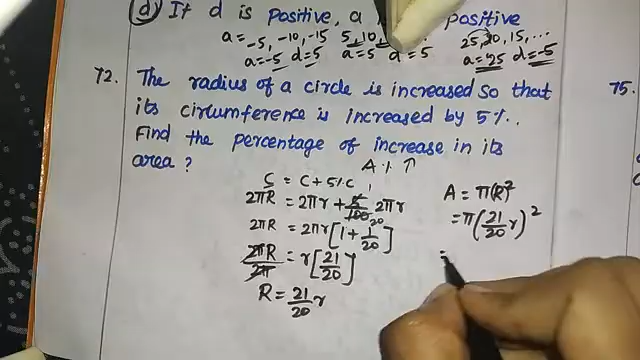 (d) If d is positive, a positive
a = -5, -10, -15 5, 10, 25, 20, 15, ...
a=-5 d=5 a=5 d=5 a=25 d=-5
72. The radius of a circle is increased so that
its circumference is increased by 5%.
Find the percentage of increase in its
area ?
A % ↑
C = C + 5% C
2πR = 2πr + 5/100 2πr
1
20
2πR = 2πr [1 + 1/20]
2πR/2π = r [21/20]
R = 21/20 r
A = π(R)²
= π(21/20 r)²
=
75.